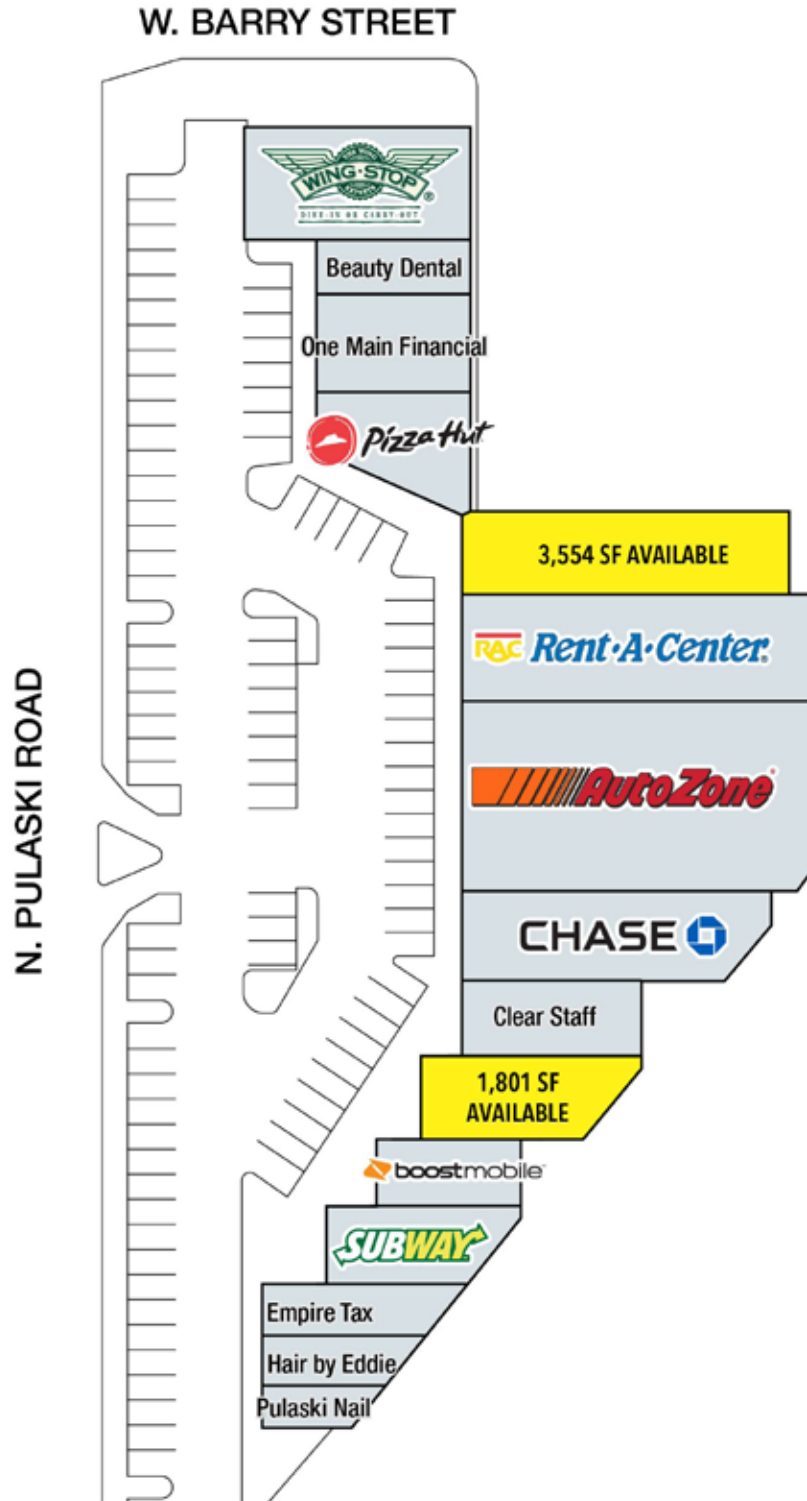 W. BARRY STREET
WING·STOP
DINE-IN OR CARRY-OUT
Beauty Dental
One Main Financial
Pizza Hut
3,554 SF AVAILABLE
RAC Rent·A·Center
N. PULASKI ROAD
AutoZone
CHASE
Clear Staff
1,801 SF
AVAILABLE
boostmobile
SUBWAY
Empire Tax
Hair by Eddie
Pulaski Nail